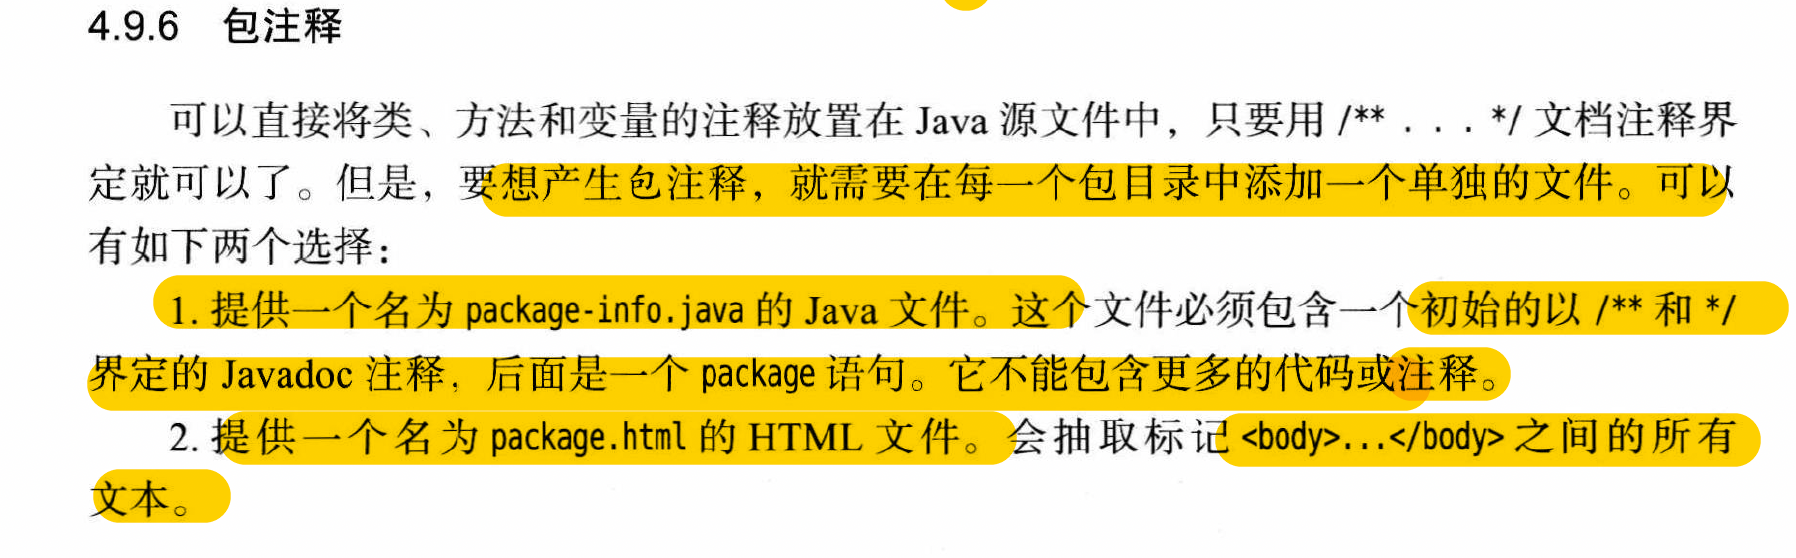 4.9.6 包注释
可以直接将类、方法和变量的注释放置在 Java 源文件中，只要用 /** . . . */ 文档注释界
定就可以了。但是，要想产生包注释，就需要在每一个包目录中添加一个单独的文件。可以
有如下两个选择：
1. 提供一个名为 package-info.java 的 Java 文件。这个文件必须包含一个初始的以 /** 和 */
界定的 Javadoc 注释，后面是一个 package 语句。它不能包含更多的代码或注释。
2. 提供一个名为 package.html 的 HTML 文件。会抽取标记 <body>...</body> 之间的所有
文本。